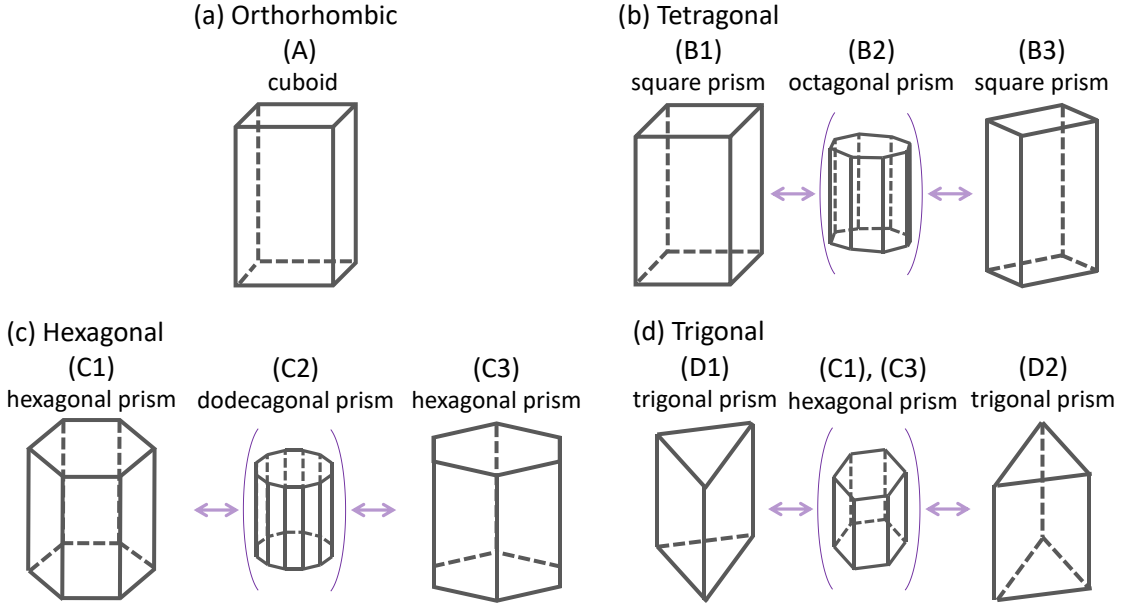 (a) Orthorhombic
(A)
cuboid
(b) Tetragonal
(B1)
square prism
(B2)
octagonal prism
(B3)
square prism
(c) Hexagonal
(C1)
hexagonal prism
(C2)
dodecagonal prism
(C3)
hexagonal prism
(d) Trigonal
(D1)
trigonal prism
(C1), (C3)
hexagonal prism
(D2)
trigonal prism